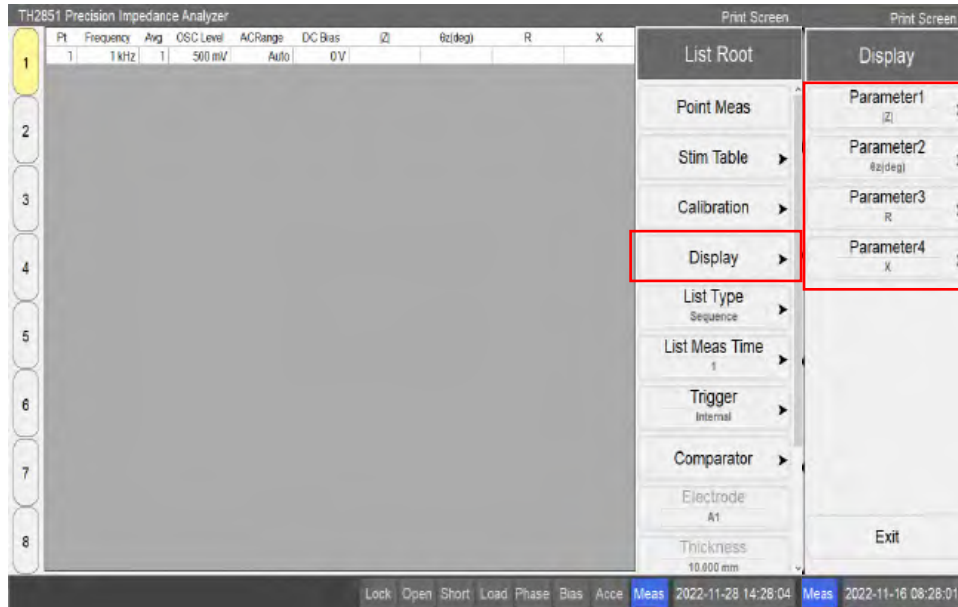 TH2851 Precision Impedance Analyzer
Print Screen
Print Screen
Pt Frequency Avg OSC Level ACRange DC Bias |Z| θz(deg) R X
1 1 kHz 1 500 mV Auto 0 V
1
2
3
4
5
6
7
8
List Root
Point Meas
Stim Table
Calibration
Display
List Type
Sequence
List Meas Time
1
Trigger
Internal
Comparator
Electrode
A1
Thickness
10.000 mm
Display
Parameter1
|Z|
Parameter2
θz(deg)
Parameter3
R
Parameter4
X
Exit
Lock Open Short Load Phase Bias Acce Meas 2022-11-28 14:28:04 Meas 2022-11-16 08:28:01